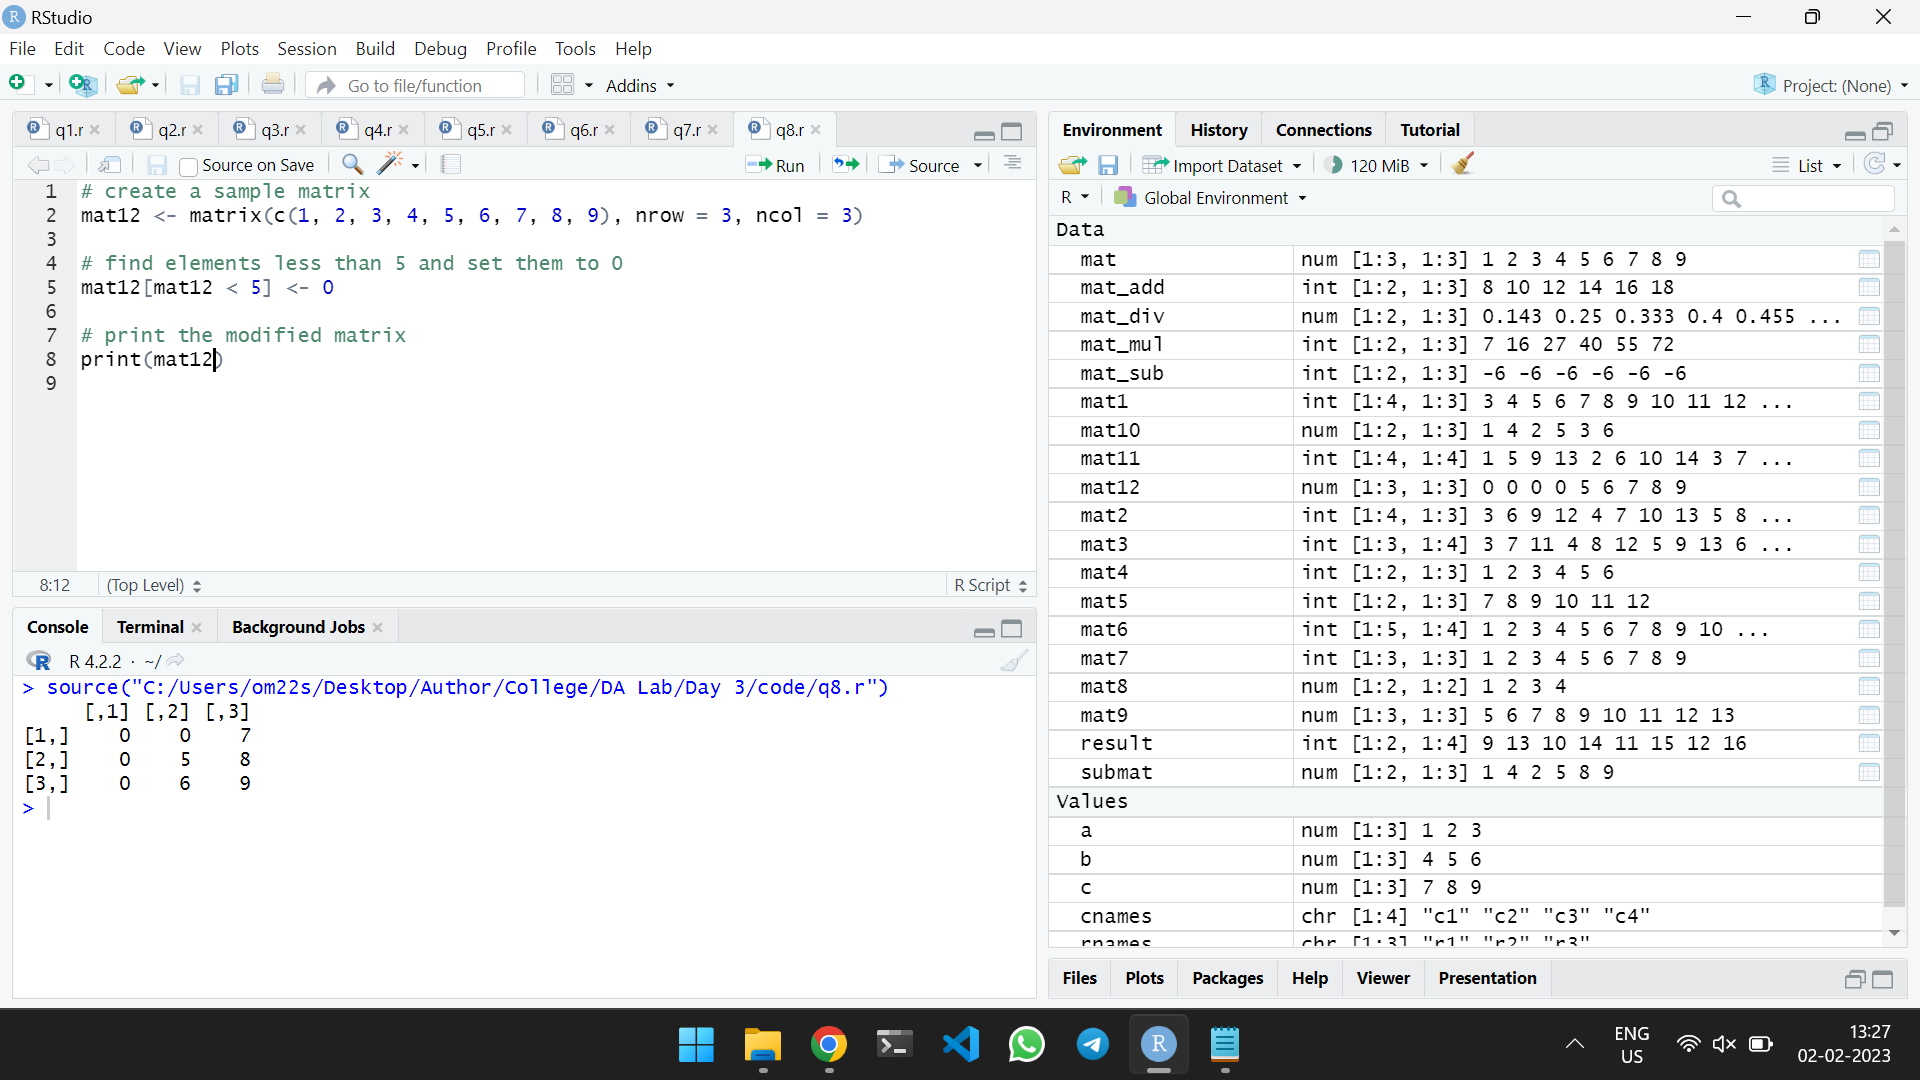 RStudio
File Edit Code View Plots Session Build Debug Profile Tools Help
Go to file/function Addins Project: (None)
q1.r q2.r q3.r q4.r q5.r q6.r q7.r q8.r
Source on Save Run Source
1 # create a sample matrix
2 mat12 <- matrix(c(1, 2, 3, 4, 5, 6, 7, 8, 9), nrow = 3, ncol = 3)
3
4 # find elements less than 5 and set them to 0
5 mat12[mat12 < 5] <- 0
6
7 # print the modified matrix
8 print(mat12)
9
8:12 (Top Level) R Script
Console Terminal Background Jobs
R 4.2.2 · ~/
> source("C:/Users/om22s/Desktop/Author/College/DA Lab/Day 3/code/q8.r")
[,1] [,2] [,3]
[1,] 0 0 7
[2,] 0 5 8
[3,] 0 6 9
>
Environment History Connections Tutorial
Import Dataset 120 MiB List
R Global Environment
Data
mat num [1:3, 1:3] 1 2 3 4 5 6 7 8 9
mat_add int [1:2, 1:3] 8 10 12 14 16 18
mat_div num [1:2, 1:3] 0.143 0.25 0.333 0.4 0.455 ...
mat_mul int [1:2, 1:3] 7 16 27 40 55 72
mat_sub int [1:2, 1:3] -6 -6 -6 -6 -6 -6
mat1 int [1:4, 1:3] 3 4 5 6 7 8 9 10 11 12 ...
mat10 num [1:2, 1:3] 1 4 2 5 3 6
mat11 int [1:4, 1:4] 1 5 9 13 2 6 10 14 3 7 ...
mat12 num [1:3, 1:3] 0 0 0 0 5 6 7 8 9
mat2 int [1:4, 1:3] 3 6 9 12 4 7 10 13 5 8 ...
mat3 int [1:3, 1:4] 3 7 11 4 8 12 5 9 13 6 ...
mat4 int [1:2, 1:3] 1 2 3 4 5 6
mat5 int [1:2, 1:3] 7 8 9 10 11 12
mat6 int [1:5, 1:4] 1 2 3 4 5 6 7 8 9 10 ...
mat7 int [1:3, 1:3] 1 2 3 4 5 6 7 8 9
mat8 num [1:2, 1:2] 1 2 3 4
mat9 num [1:3, 1:3] 5 6 7 8 9 10 11 12 13
result int [1:2, 1:4] 9 13 10 14 11 15 12 16
submat num [1:2, 1:3] 1 4 2 5 8 9
Values
a num [1:3] 1 2 3
b num [1:3] 4 5 6
c num [1:3] 7 8 9
cnames chr [1:4] "c1" "c2" "c3" "c4"
rnames chr [1:3] "r1" "r2" "r3"
Files Plots Packages Help Viewer Presentation
ENG
US
13:27
02-02-2023